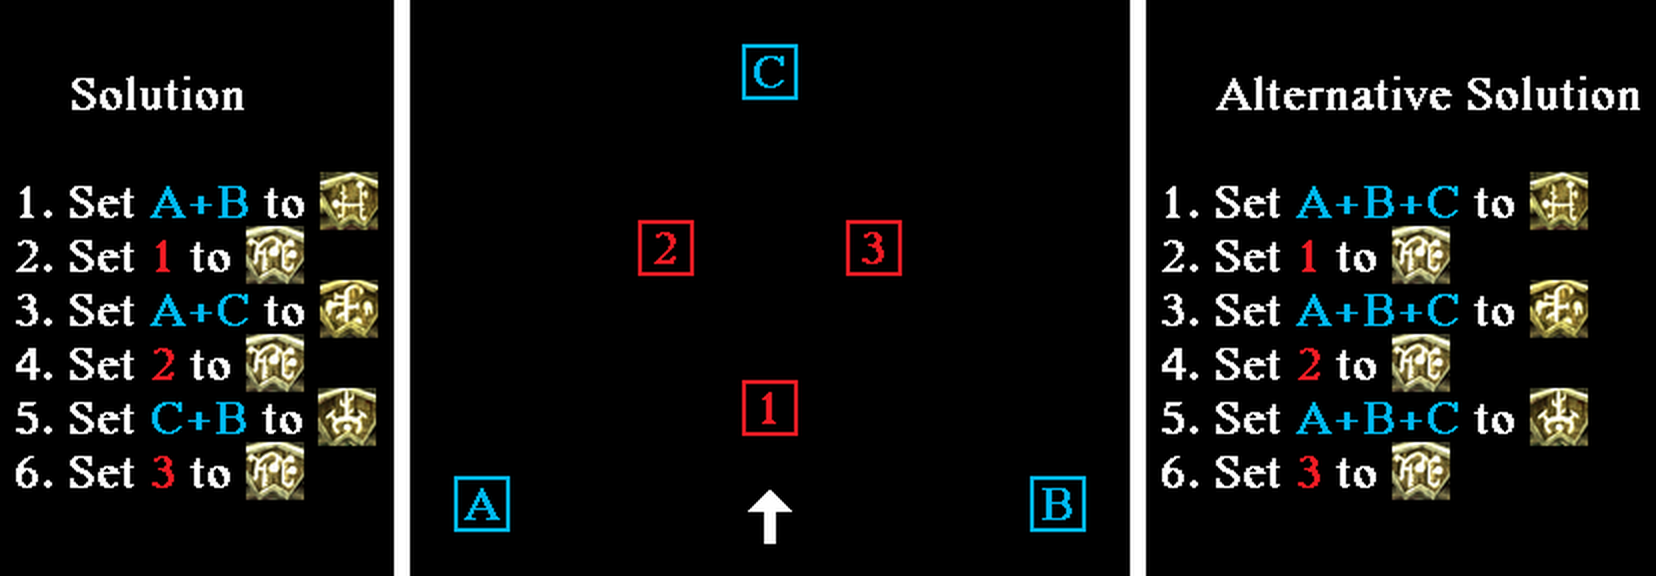 Solution
1. Set A+B to
2. Set 1 to
3. Set A+C to
4. Set 2 to
5. Set C+B to
6. Set 3 to
C
2 3
1
A B
Alternative Solution
1. Set A+B+C to
2. Set 1 to
3. Set A+B+C to
4. Set 2 to
5. Set A+B+C to
6. Set 3 to